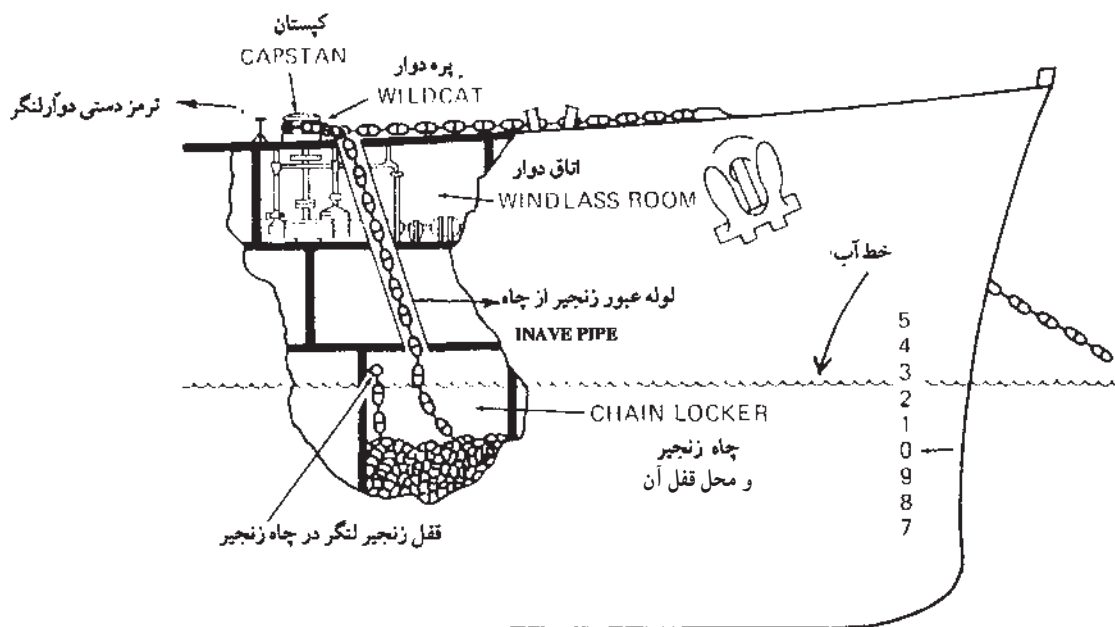 کپستان
CAPSTAN
پره دوار
WILDCAT
ترمز دستی دوّارلنگر
اتاق دوار
WINDLASS ROOM
خط آب
لوله عبور زنجیر از چاه
INAVE PIPE
5
4
3
2
1
0
9
8
7
CHAIN LOCKER
چاه زنجیر
و محل قفل آن
قفل زنجیر لنگر در چاه زنجیر